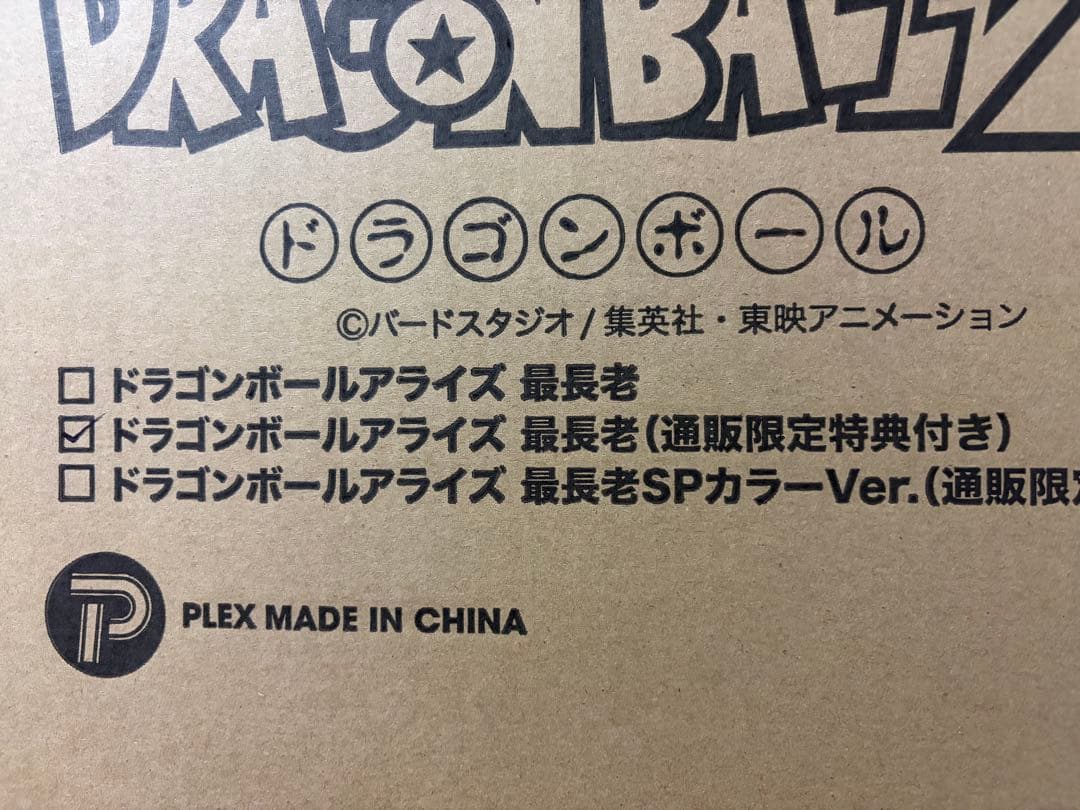 DRAGON BALL Z
ドラゴンボール
©バードスタジオ/集英社・東映アニメーション
□ ドラゴンボールアライズ 最長老
☑ ドラゴンボールアライズ 最長老(通販限定特典付き)
□ ドラゴンボールアライズ 最長老SPカラーVer.(通販限定
PLEX MADE IN CHINA